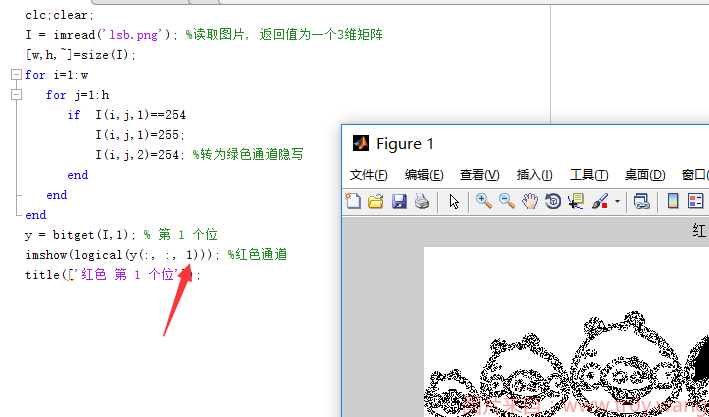 clc;clear;
I = imread('lsb.png'); %读取图片, 返回值为一个3维矩阵
[w,h,~]=size(I);
for i=1:w
for j=1:h
if I(i,j,1)==254
I(i,j,1)=255;
I(i,j,2)=254; %转为绿色通道隐写
end
end
end
y = bitget(I,1); % 第 1 个位
imshow(logical(y(:, :, 1))); %红色通道
title(['红色 第 1 个位']);
Figure 1
文件(F) 编辑(E) 查看(V) 插入(I) 工具(T) 桌面(D) 窗口
红
图片来自: